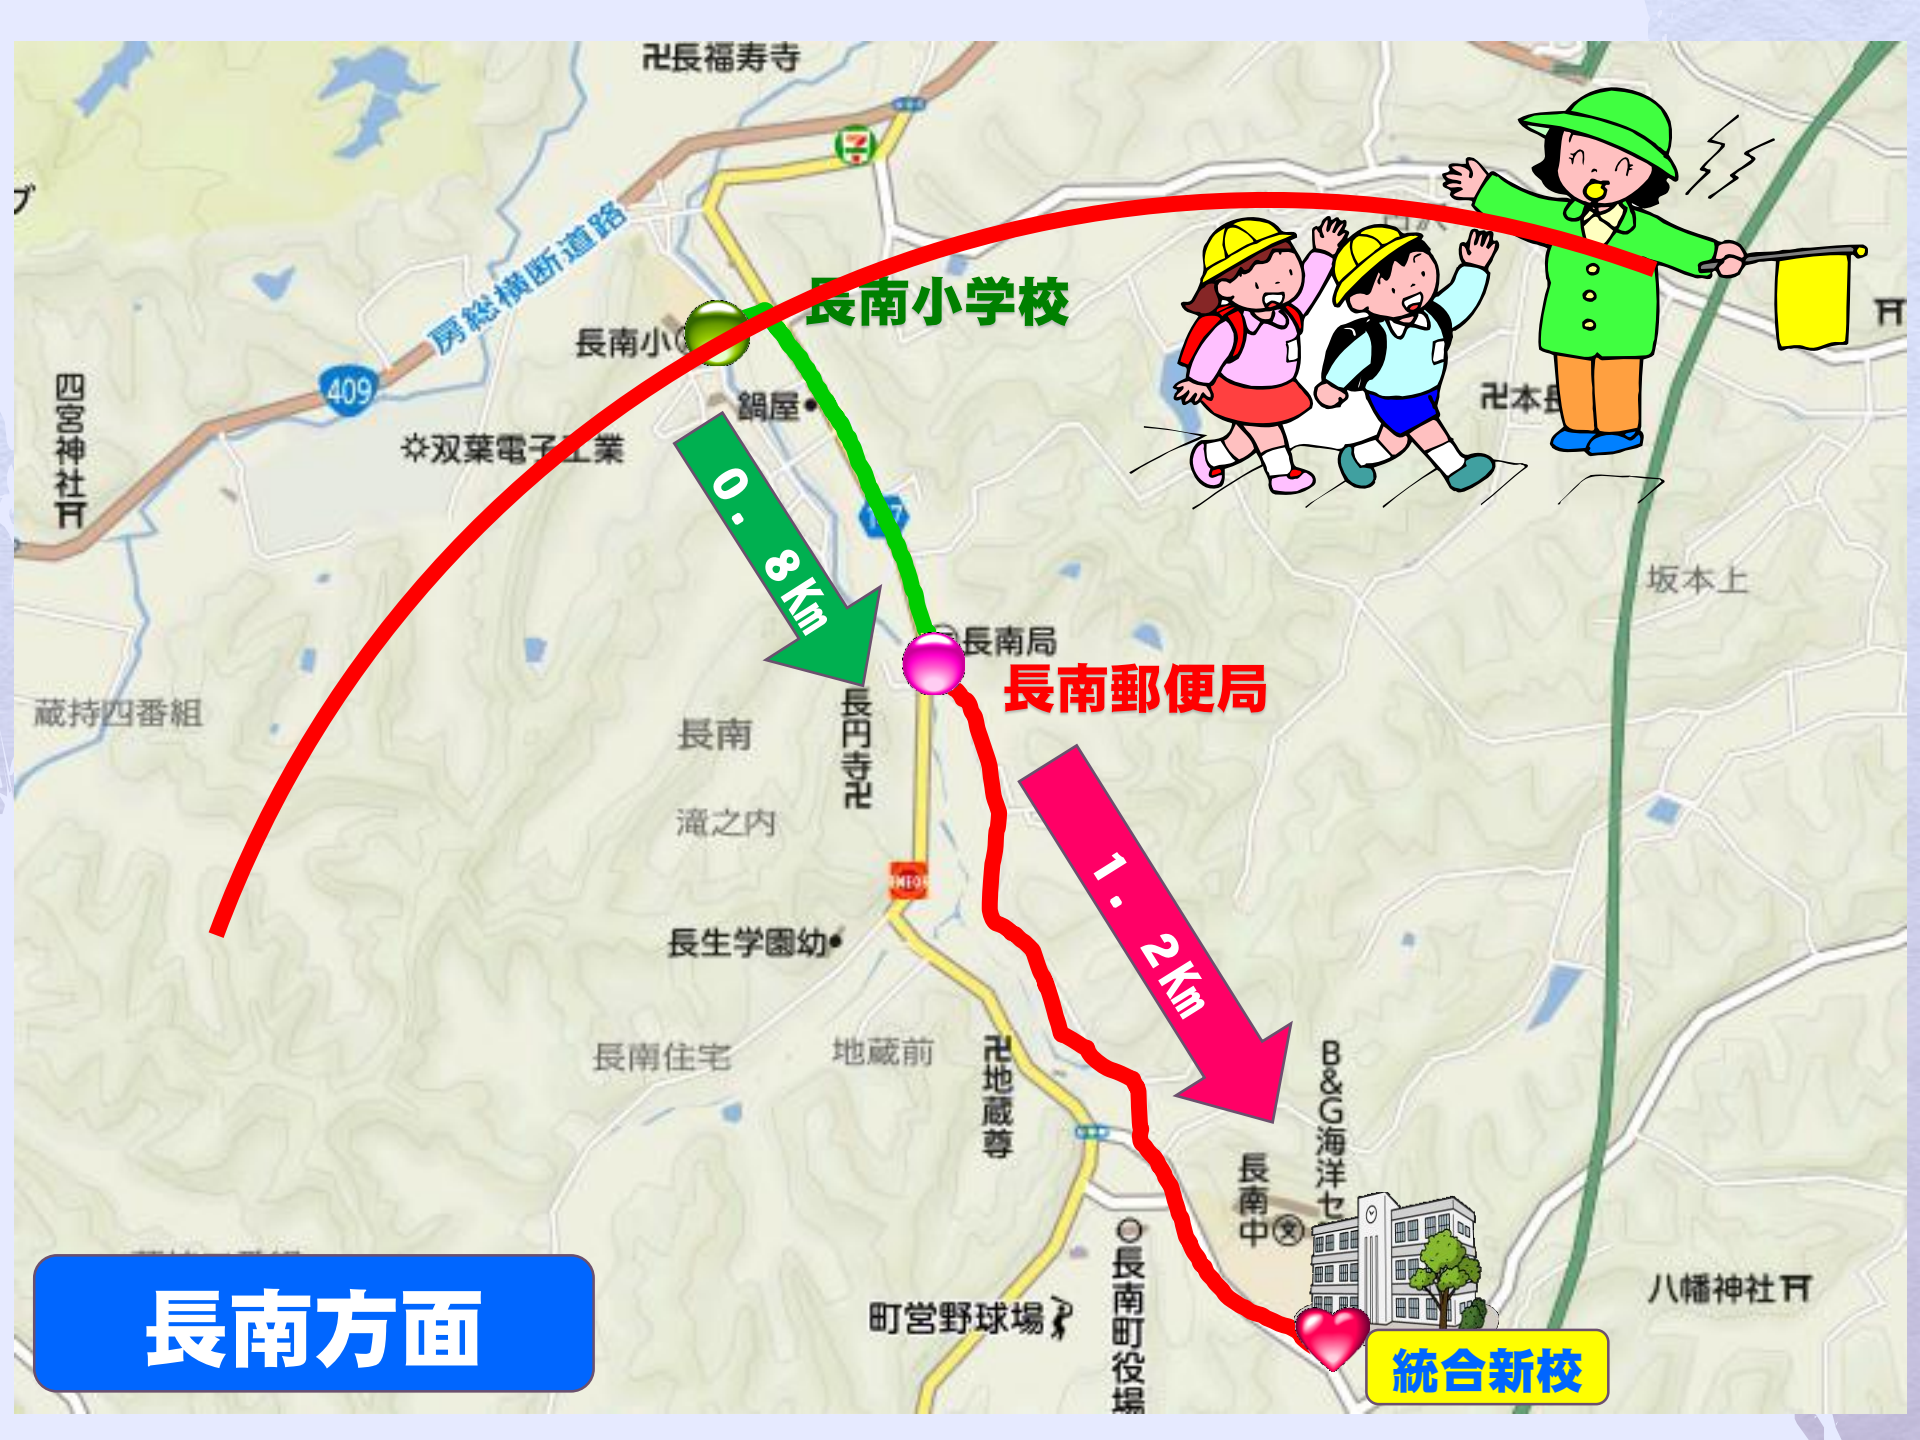 卍長福寿寺
プ
房総横断道路
長南小学校
長南小
409
四宮神社
鍋屋
双葉電子工業
卍本長
0.8Km
坂本上
長南局
長南郵便局
蔵持四番組
長南
長円寺卍
滝之内
1.2Km
長生学園幼
長南住宅
地蔵前
卍地蔵尊
B&G海洋セ
長南中
文
長南方面
町営野球場
長南町役場
八幡神社
統合新校